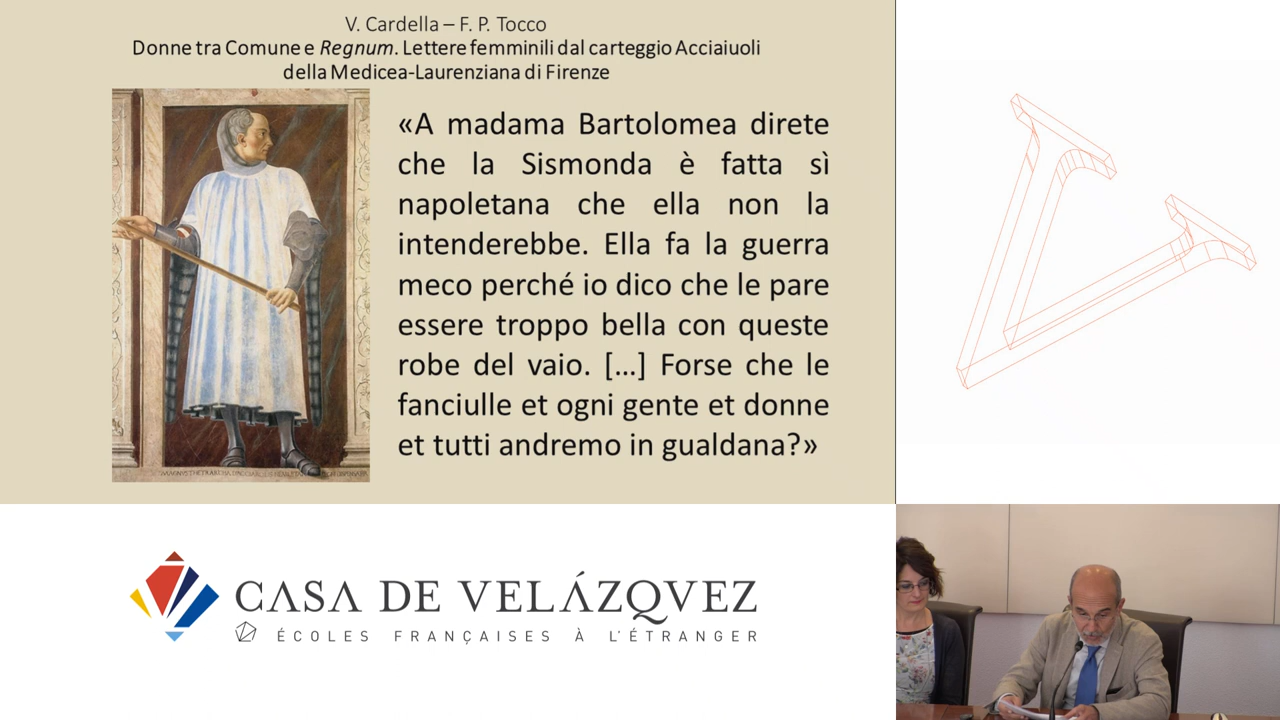 V. Cardella – F. P. Tocco
Donne tra Comune e Regnum. Lettere femminili dal carteggio Acciaiuoli
della Medicea-Laurenziana di Firenze
«A madama Bartolomea direte
che la Sismonda è fatta sì
napoletana che ella non la
intenderebbe. Ella fa la guerra
meco perché io dico che le pare
essere troppo bella con queste
robe del vaio. [...] Forse che le
fanciulle et ogni gente et donne
et tutti andremo in gualdana?»
CASA DE VELÁZQVEZ
ÉCOLES FRANÇAISES À L'ÉTRANGER